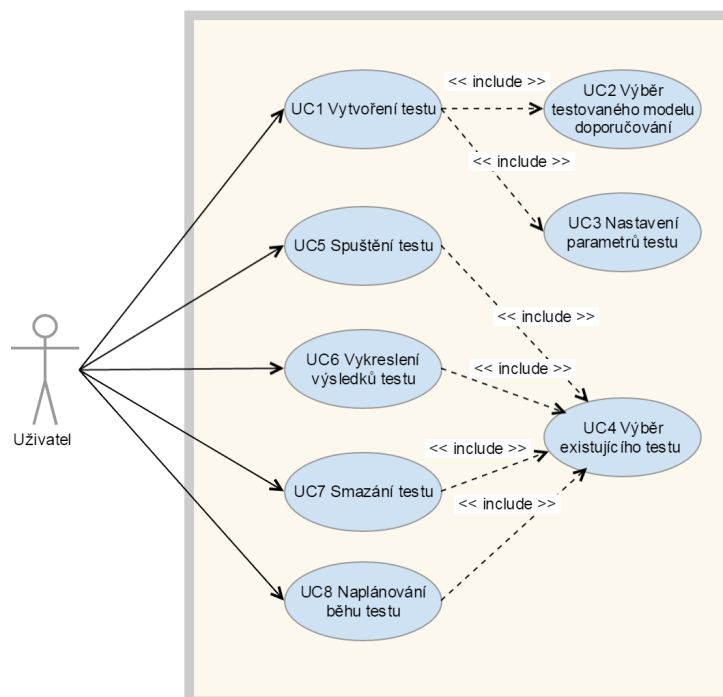 << include >>
UC1 Vytvoření testu
UC2 Výběr
testovaného modelu
doporučování
<< include >>
UC3 Nastavení
parametrů testu
UC5 Spuštění testu
<< include >>
UC6 Vykreslení
výsledků testu
<< include >>
Uživatel
UC4 Výběr
existujícího testu
<< include >>
UC7 Smazání testu
<< include >>
UC8 Naplánování
běhu testu